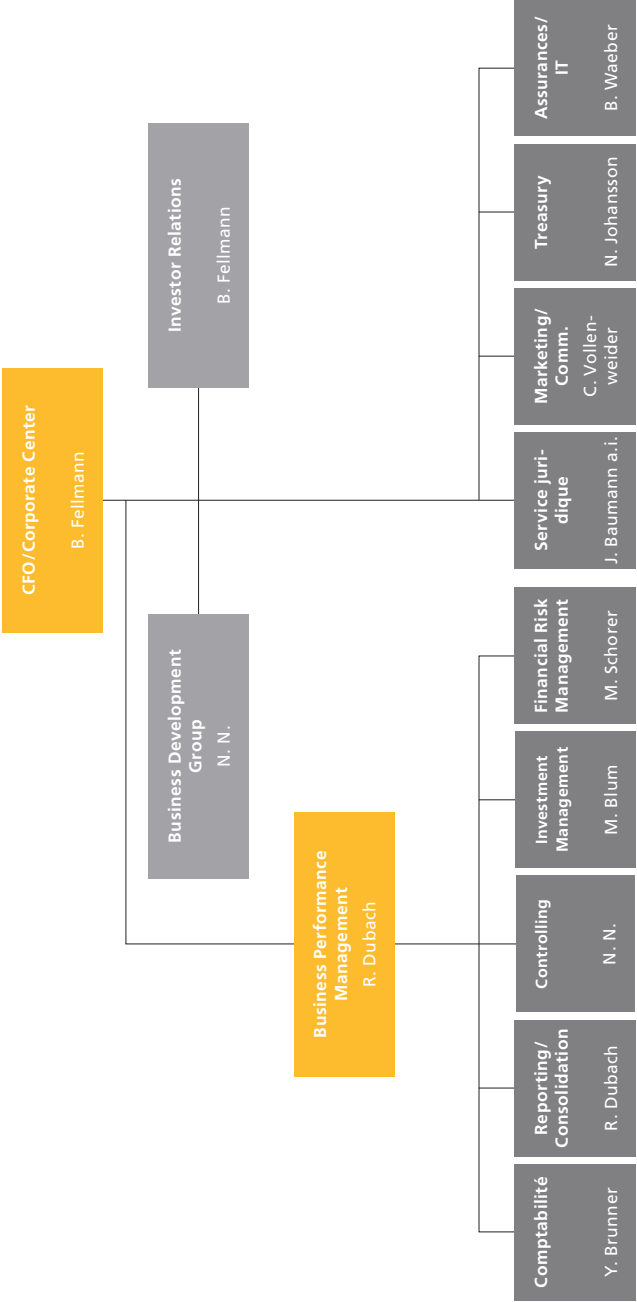 CFO/Corporate Center
B. Fellmann
Business Development
Group
N. N.
Investor Relations
B. Fellmann
Business Performance
Management
R. Dubach
Comptabilité
Y. Brunner
Reporting/
Consolidation
R. Dubach
Controlling
N. N.
Investment
Management
M. Blum
Financial Risk
Management
M. Schorer
Service juri-
dique
J. Baumann a.i.
Marketing/
Comm.
C. Vollen-
weider
Treasury
N. Johansson
Assurances/
IT
B. Waeber